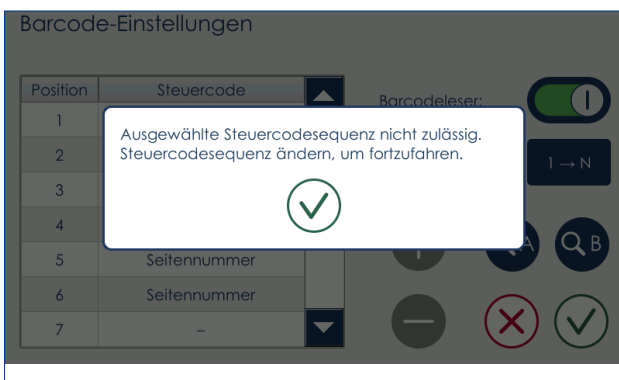 Barcode-Einstellungen
Position Steuercode
Barcodeleser:
1
Ausgewählte Steuercodesequenz nicht zulässig.
Steuercodesequenz ändern, um fortzufahren.
2
1 → N
3
4
A
B
5 Seitennummer
6 Seitennummer
7 –